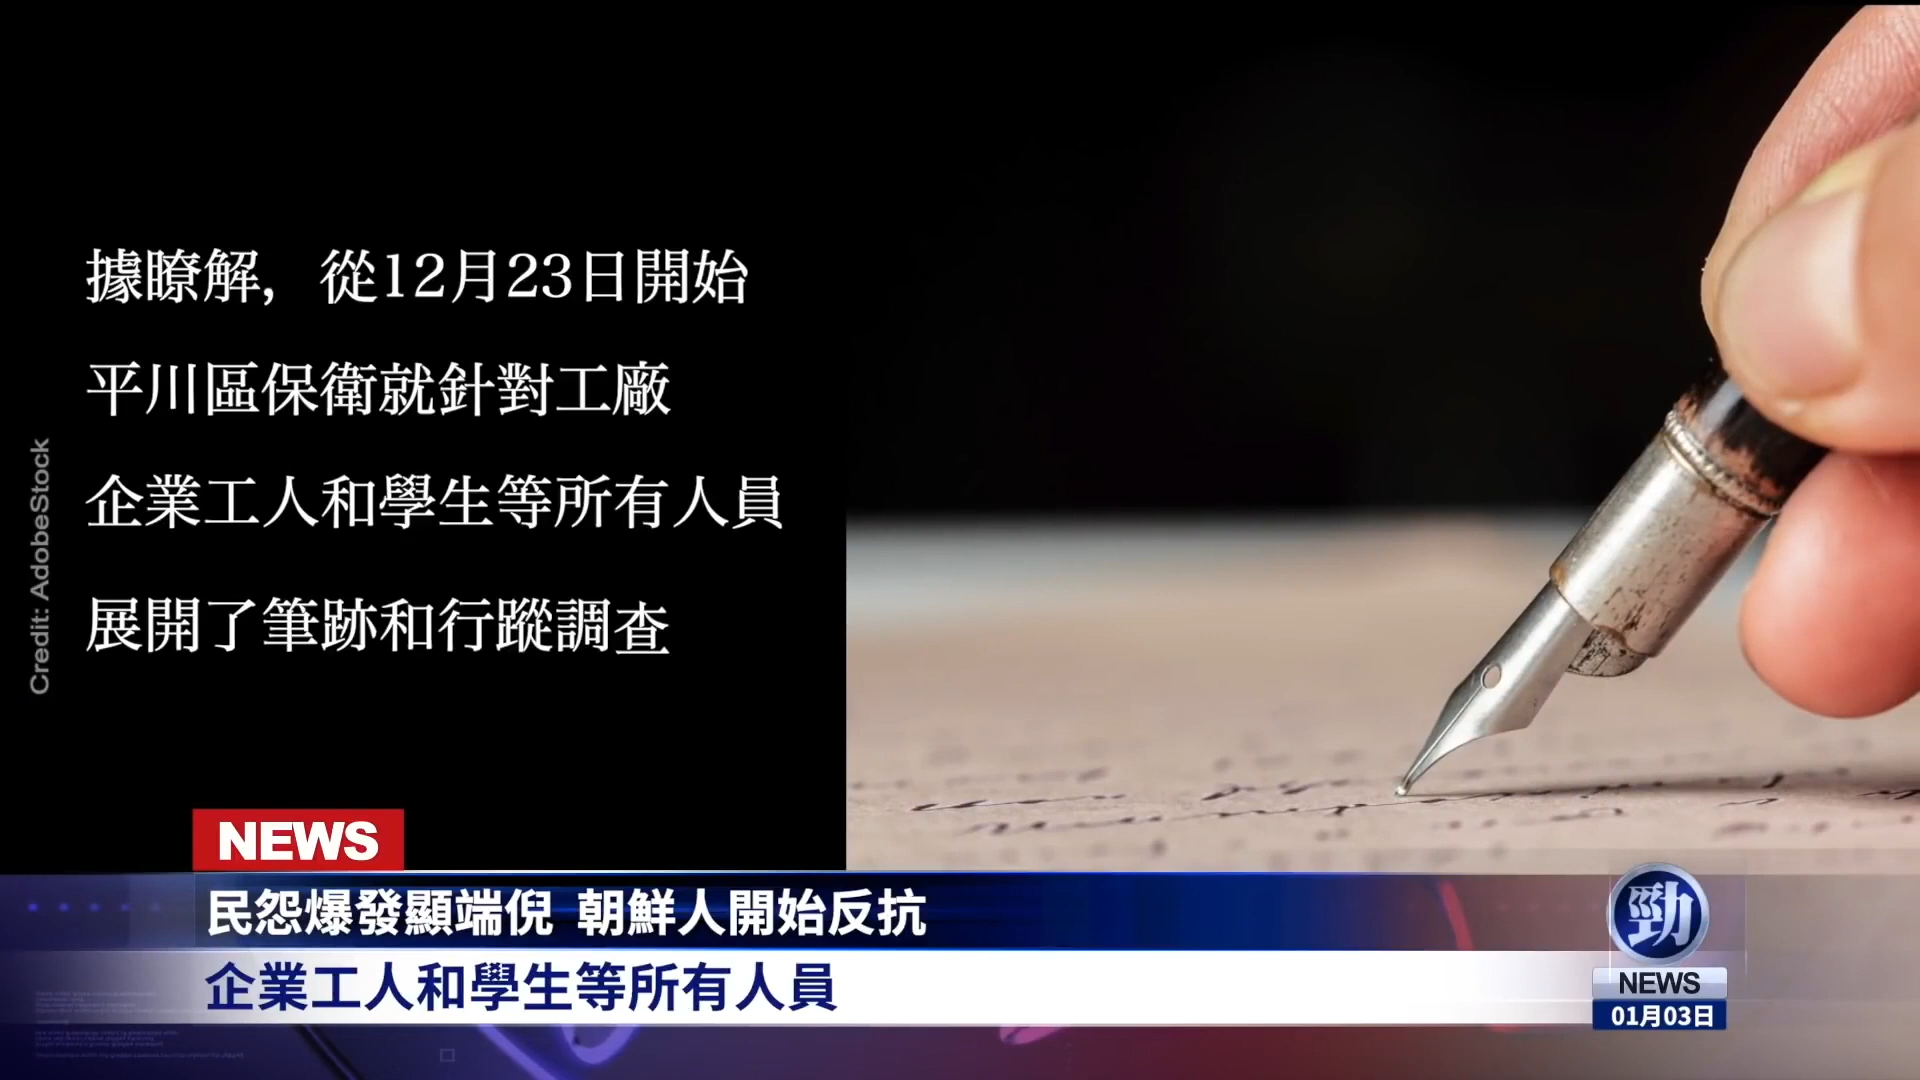 據瞭解，從12月23日開始
平川區保衛就針對工廠
企業工人和學生等所有人員
展開了筆跡和行蹤調查
Credit: AdobeStock
NEWS
民怨爆發顯端倪 朝鮮人開始反抗
企業工人和學生等所有人員
勁
NEWS
01月03日